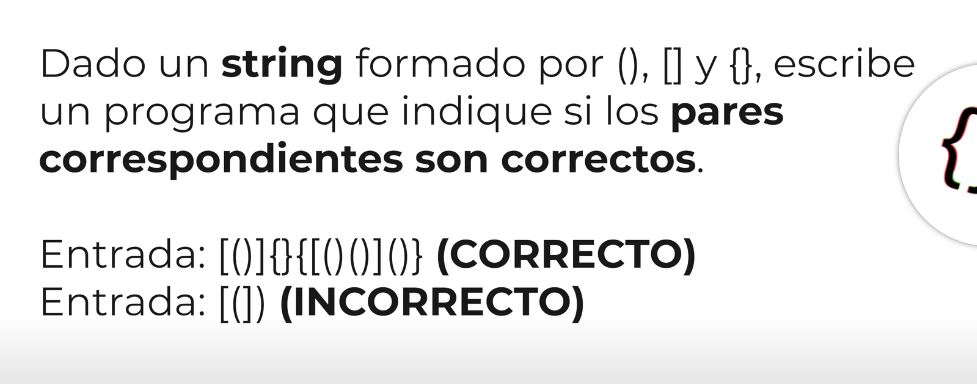 Dado un string formado por (), [] y {}, escribe
un programa que indique si los pares
correspondientes son correctos.
Entrada: [()]{}{[()()]()} (CORRECTO)
Entrada: [(]) (INCORRECTO)
{